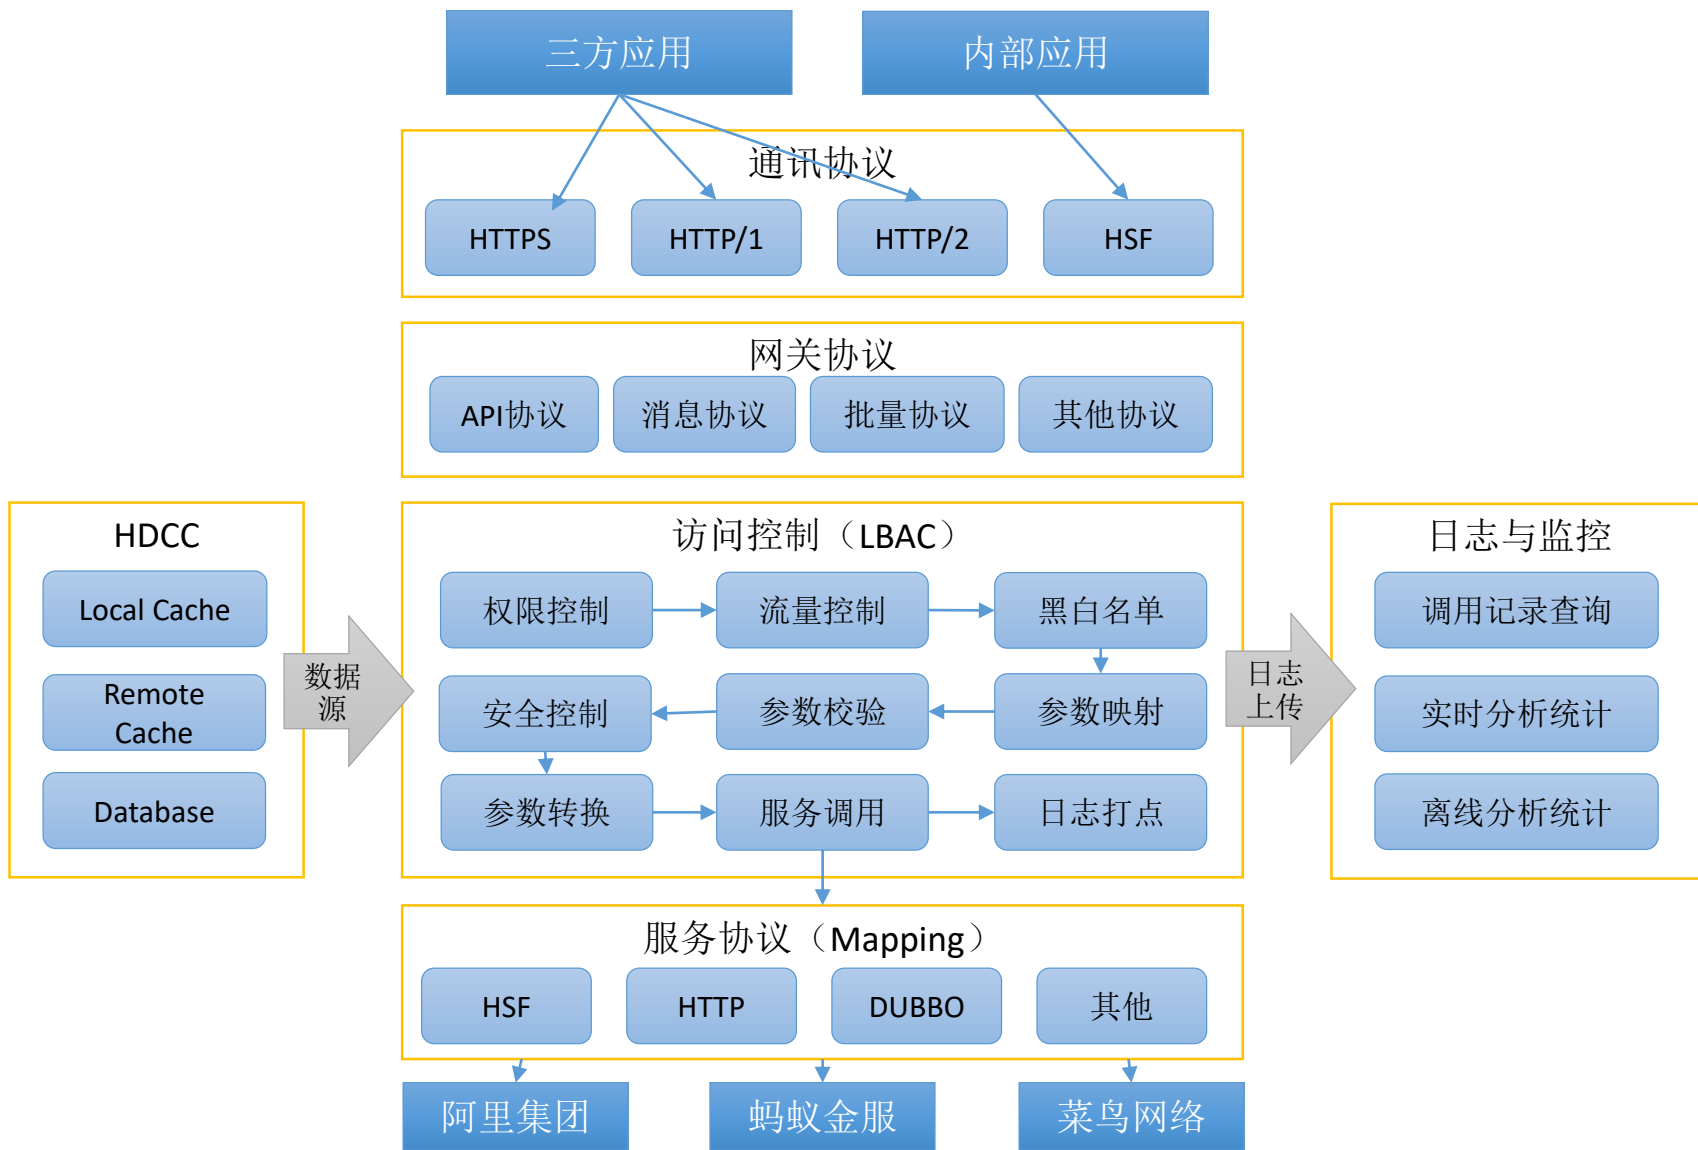 三方应用
内部应用
通讯协议
HTTPS
HTTP/1
HTTP/2
HSF
网关协议
API协议
消息协议
批量协议
其他协议
HDCC
Local Cache
Remote
Cache
Database
数据
源
访问控制（LBAC）
权限控制
流量控制
黑白名单
安全控制
参数校验
参数映射
参数转换
服务调用
日志打点
日志
上传
日志与监控
调用记录查询
实时分析统计
离线分析统计
服务协议（Mapping）
HSF
HTTP
DUBBO
其他
阿里集团
蚂蚁金服
菜鸟网络